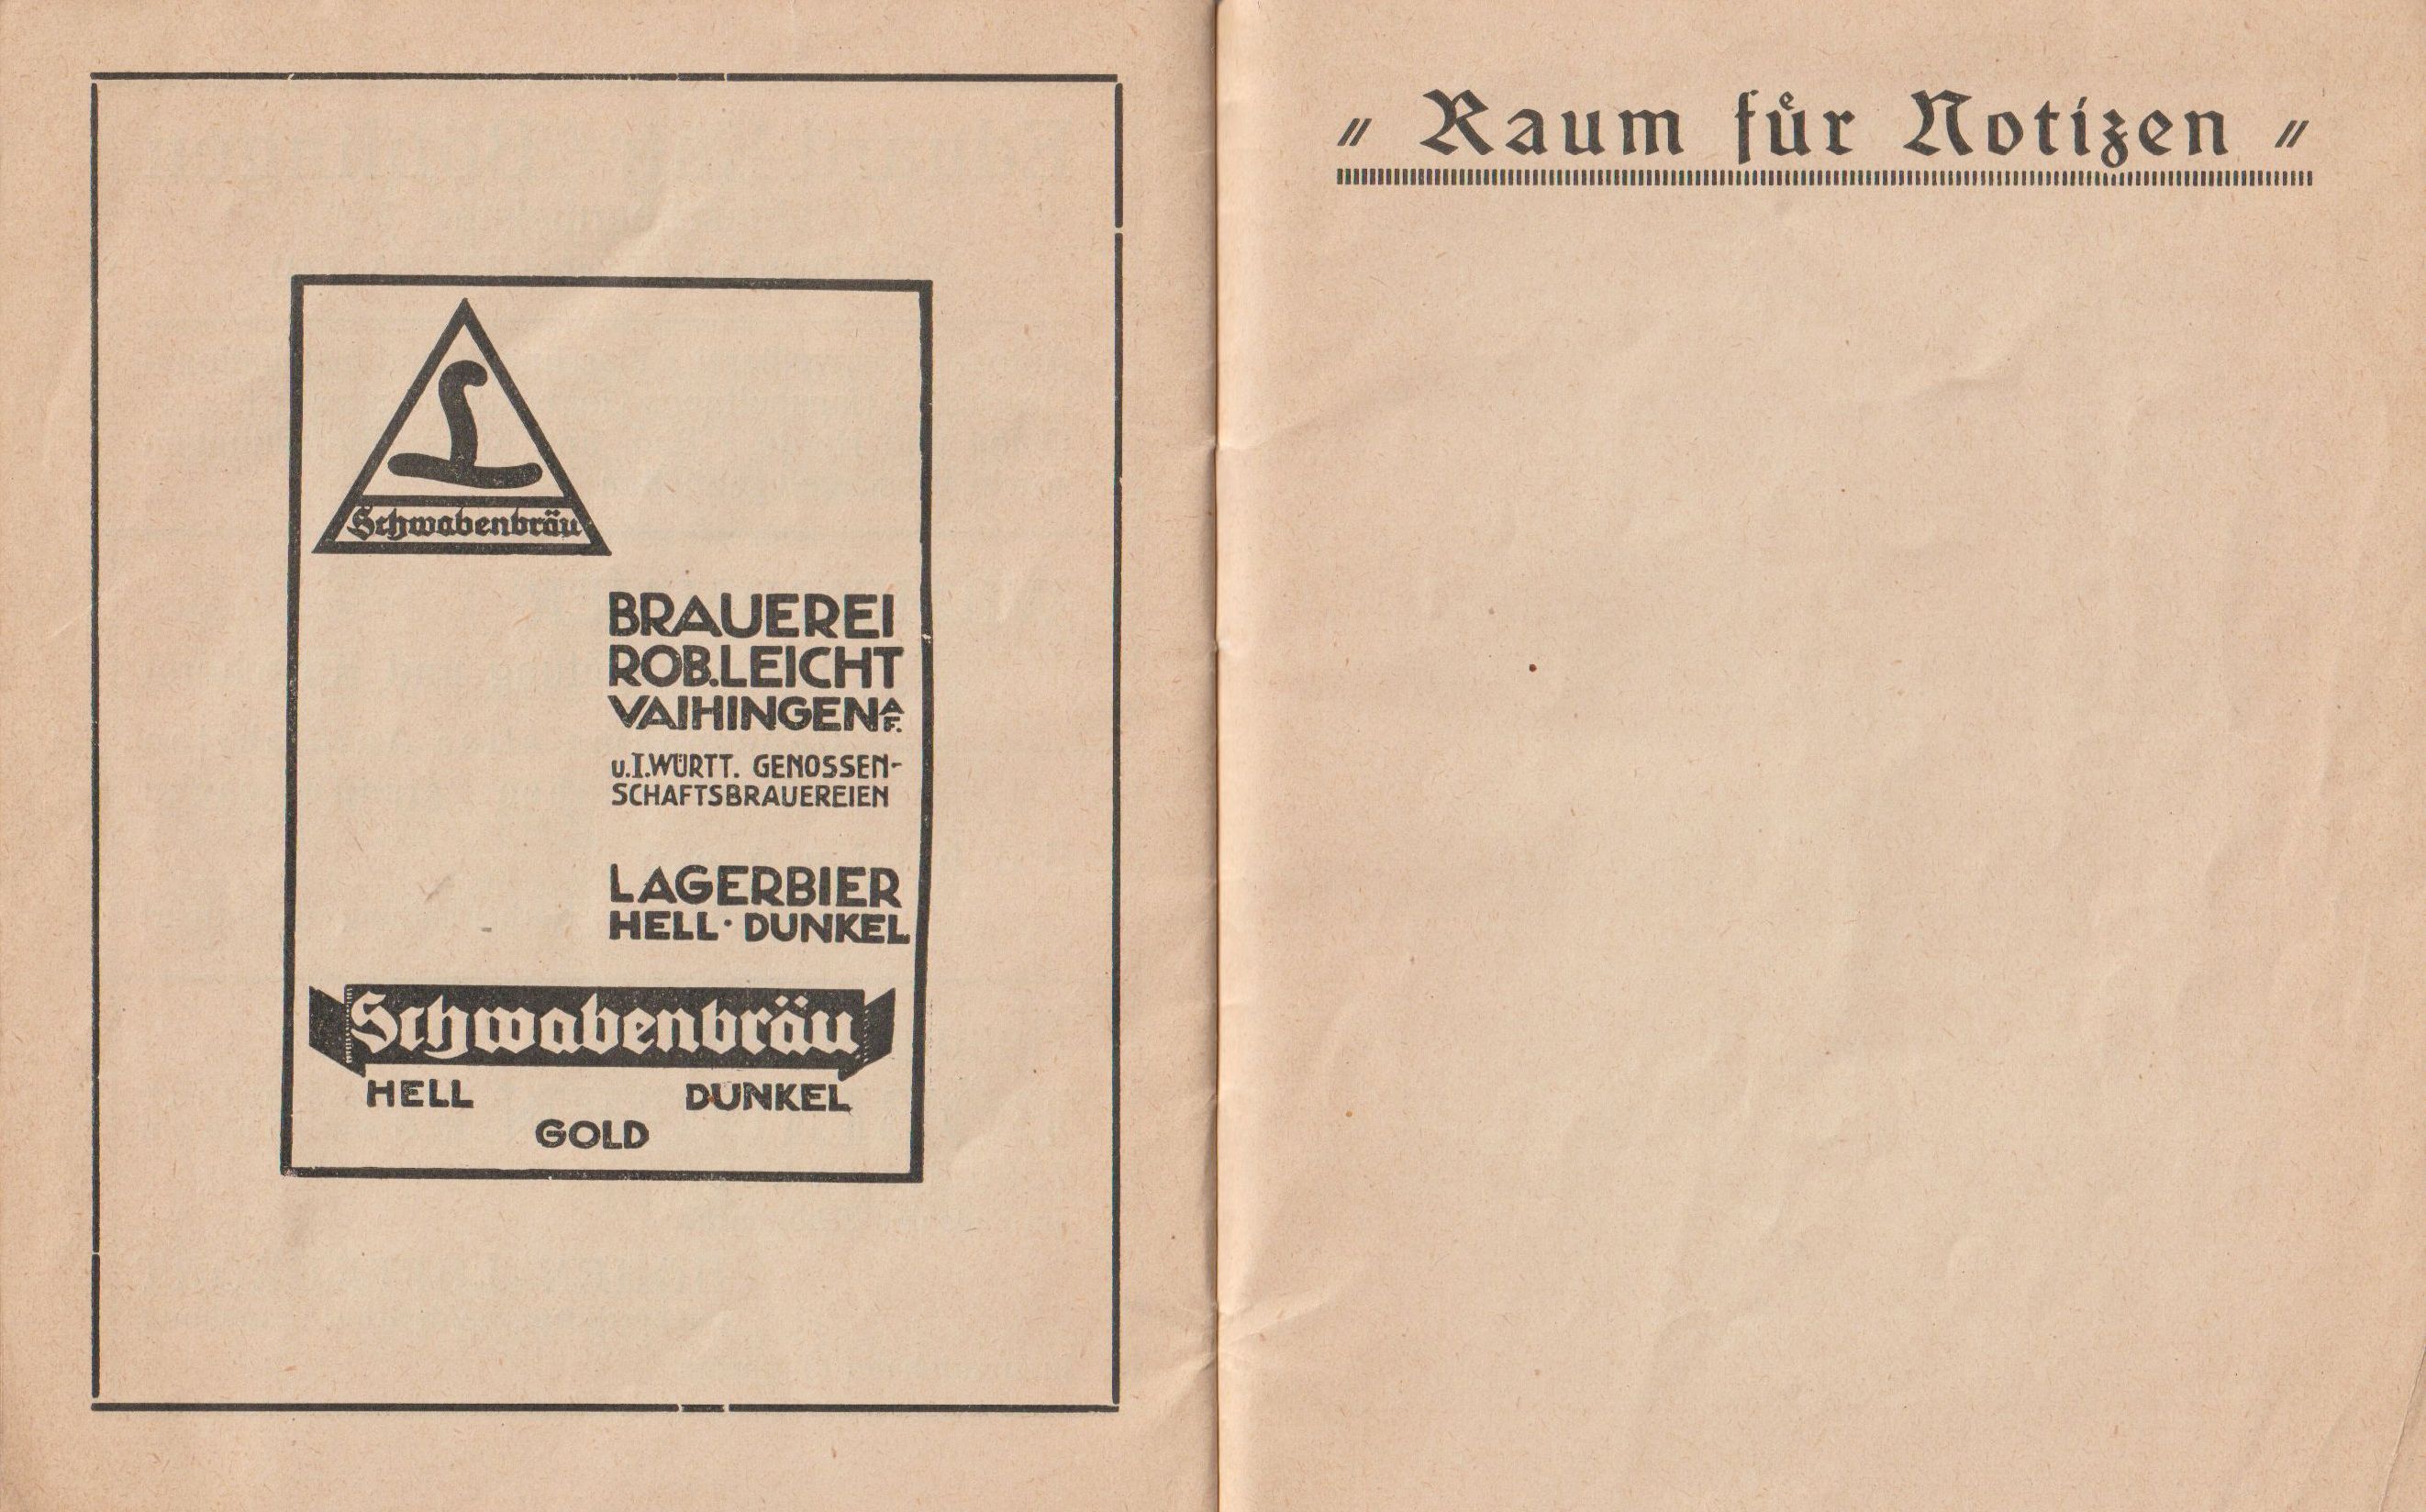 Schwabenbräu
BRAUEREI
ROB.LEICHT
VAIHINGEN A.F.
u.I.WÜRTT. GENOSSEN-
SCHAFTSBRAUEREIEN
LAGERBIER
HELL · DUNKEL
Schwabenbräu
HELL DUNKEL
GOLD
" Raum für Notizen "